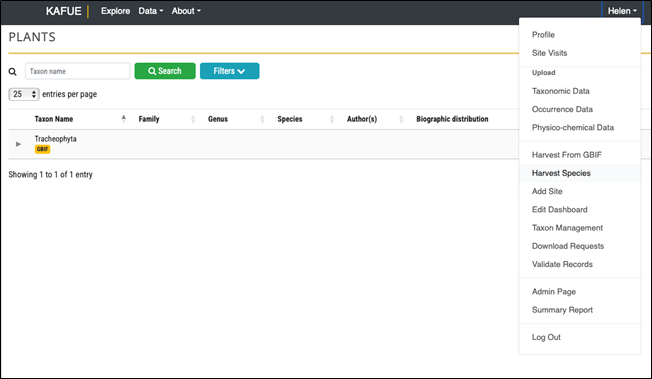 KAFUE Explore Data About Helen
PLANTS
Taxon name Search Filters
25 entries per page
Taxon Name Family Genus Species Author(s) Biographic distribution
Tracheophyta
GBIF
Showing 1 to 1 of 1 entry
Profile
Site Visits
Upload
Taxonomic Data
Occurrence Data
Physico-chemical Data
Harvest From GBIF
Harvest Species
Add Site
Edit Dashboard
Taxon Management
Download Requests
Validate Records
Admin Page
Summary Report
Log Out